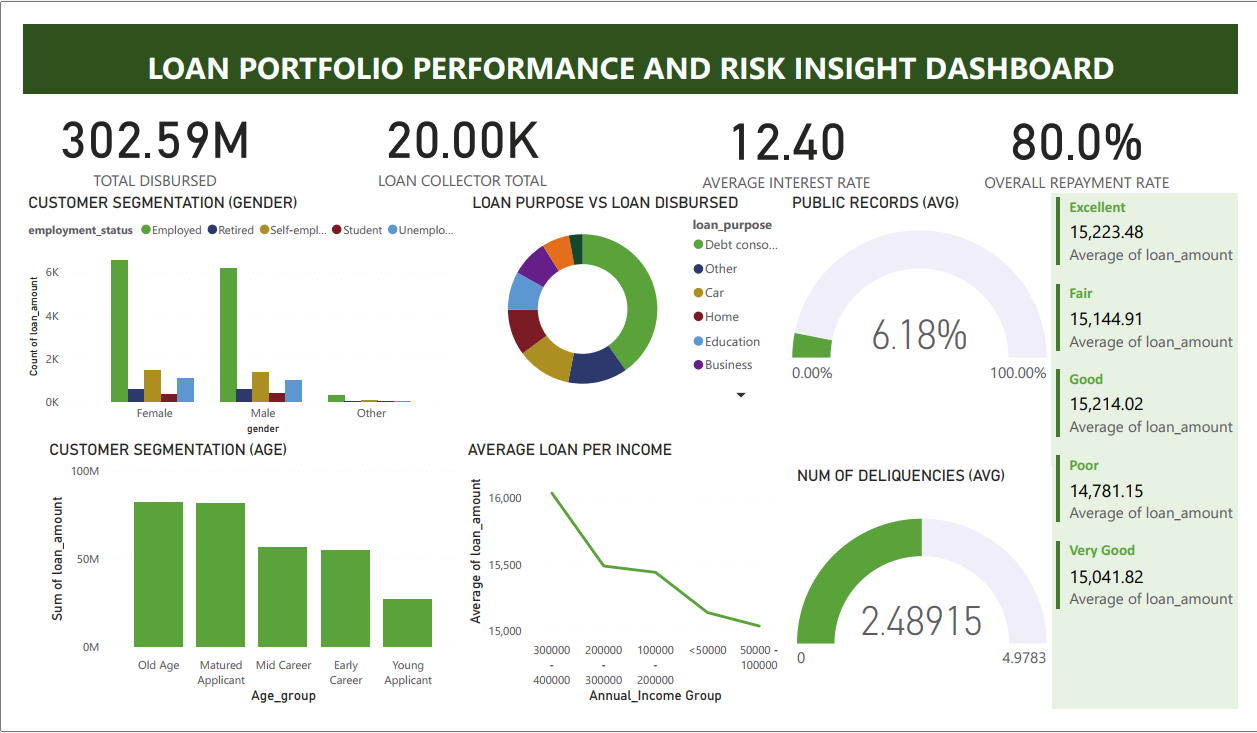 LOAN PORTFOLIO PERFORMANCE AND RISK INSIGHT DASHBOARD
302.59M
TOTAL DISBURSED
20.00K
LOAN COLLECTOR TOTAL
12.40
AVERAGE INTEREST RATE
80.0%
OVERALL REPAYMENT RATE
CUSTOMER SEGMENTATION (GENDER)
employment_status Employed Retired Self-empl... Student Unemplo...
Count of loan_amount
6K
4K
2K
0K
Female Male Other
gender
LOAN PURPOSE VS LOAN DISBURSED
loan_purpose
Debt conso...
Other
Car
Home
Education
Business
PUBLIC RECORDS (AVG)
6.18%
0.00% 100.00%
Excellent
15,223.48
Average of loan_amount
Fair
15,144.91
Average of loan_amount
Good
15,214.02
Average of loan_amount
Poor
14,781.15
Average of loan_amount
Very Good
15,041.82
Average of loan_amount
CUSTOMER SEGMENTATION (AGE)
Sum of loan_amount
100M
50M
0M
Old Age Matured Applicant Mid Career Early Career Young Applicant
Age_group
AVERAGE LOAN PER INCOME
Average of loan_amount
16,000
15,500
15,000
300000 - 400000 200000 - 300000 100000 - 200000 <50000 50000 - 100000
Annual_Income Group
NUM OF DELIQUENCIES (AVG)
2.48915
0 4.9783